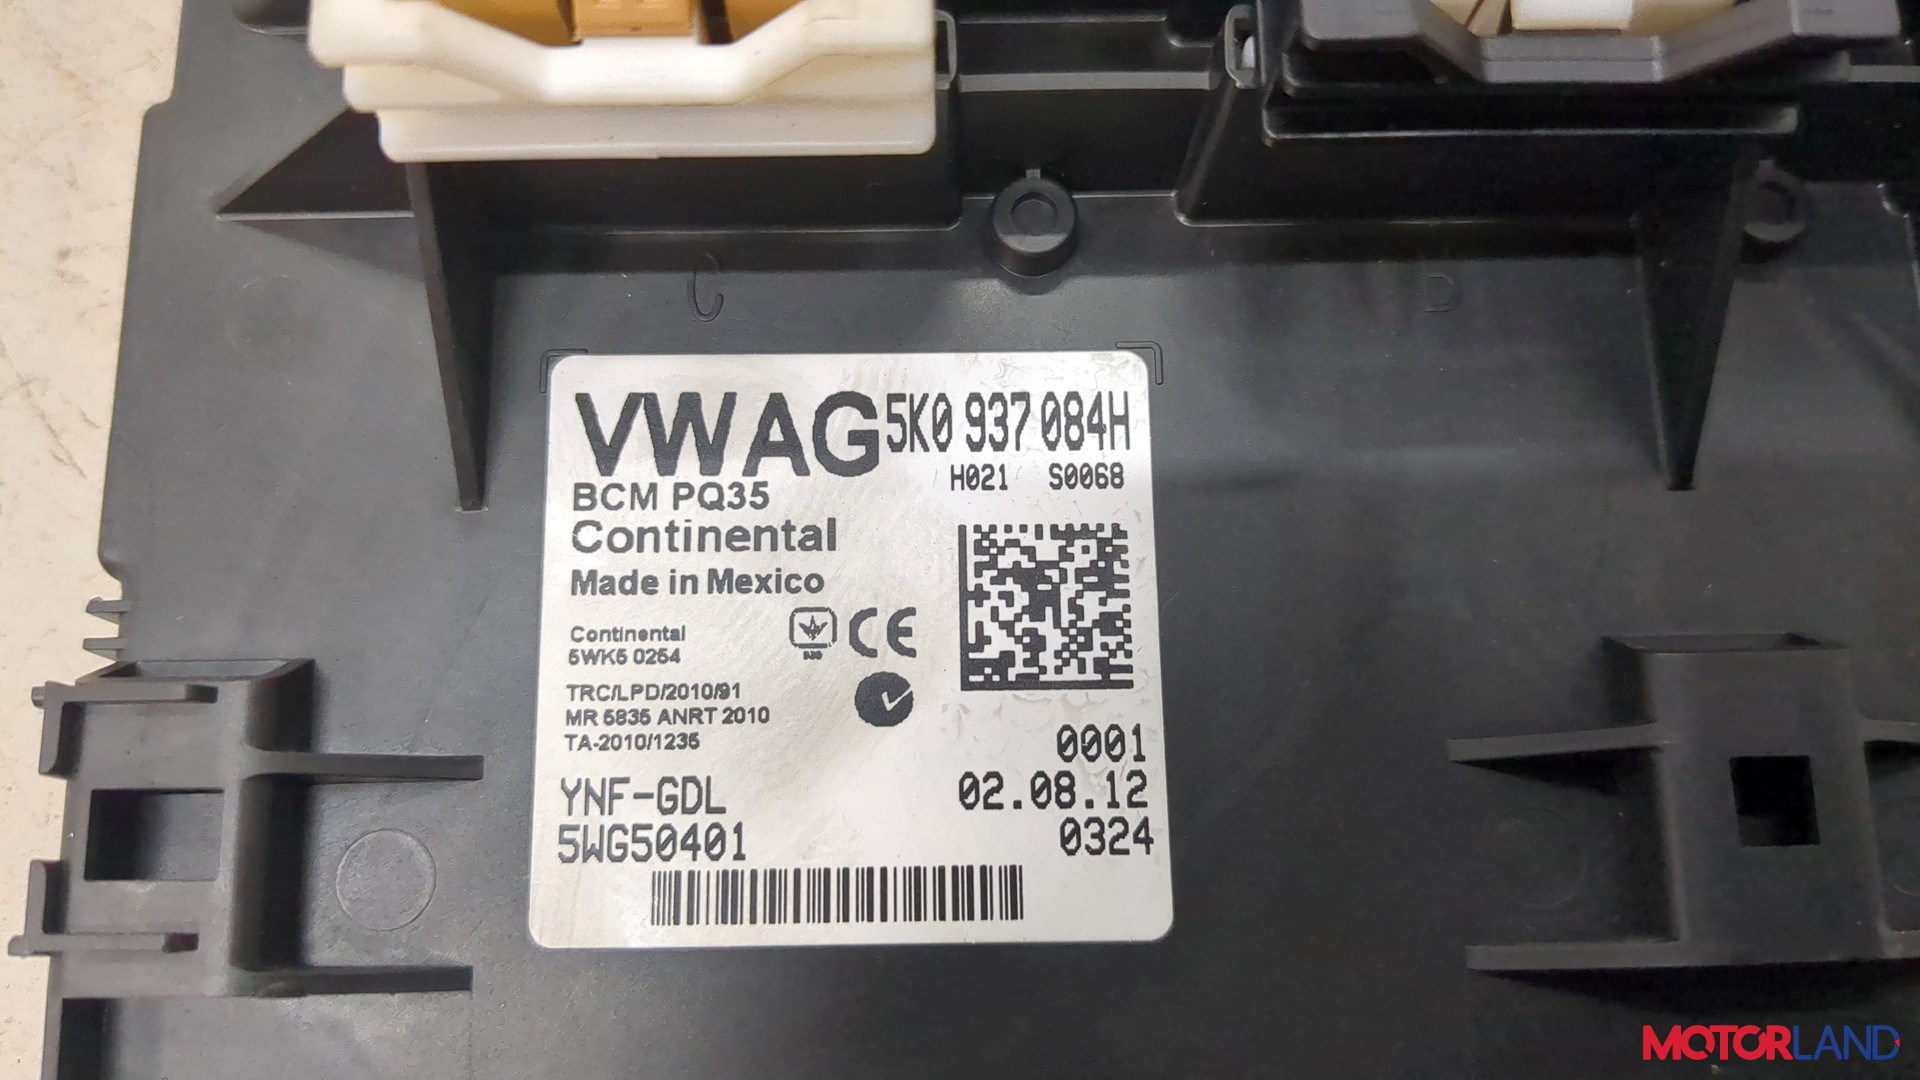 C
D
VWAG 5K0 937 084H
H021 S0068
BCM PQ35
Continental
Made in Mexico
Continental
5WK5 0254
CE
TRC/LPD/2010/91
MR 5835 ANRT 2010
TA-2010/1235
0001
YNF-GDL 02.08.12
5WG50401 0324
MOTORLAND